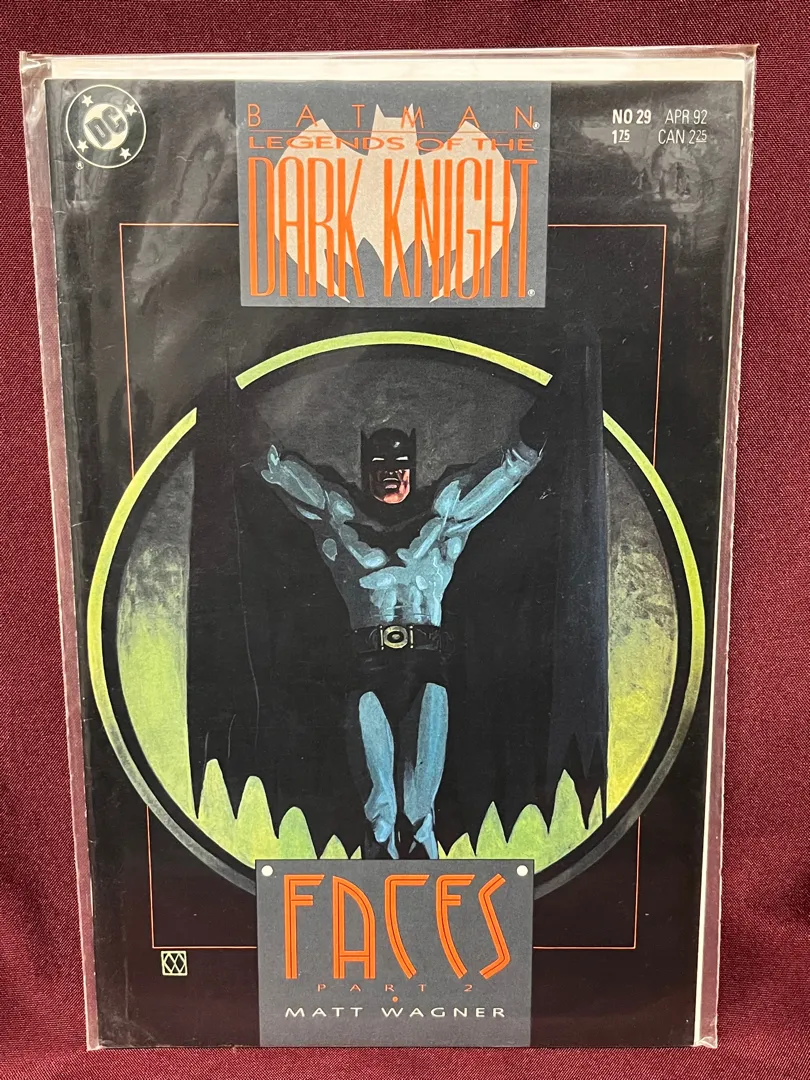 DC
®
BATMAN®
LEGENDS OF THE
DARK KNIGHT®
NO 29 APR 92
1 75 CAN 2 25
FACES
PART 2
MATT WAGNER